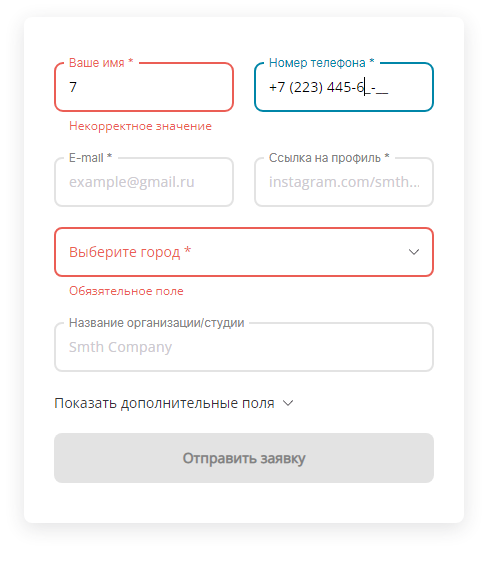 Ваше имя * Номер телефона *
7 +7 (223) 445-6_-__
Некорректное значение
E-mail * Ссылка на профиль *
example@gmail.ru instagram.com/smth...
Выберите город *
Обязятельное поле
Название организации/студии
Smth Company
Показать дополнительные поля
Отправить заявку